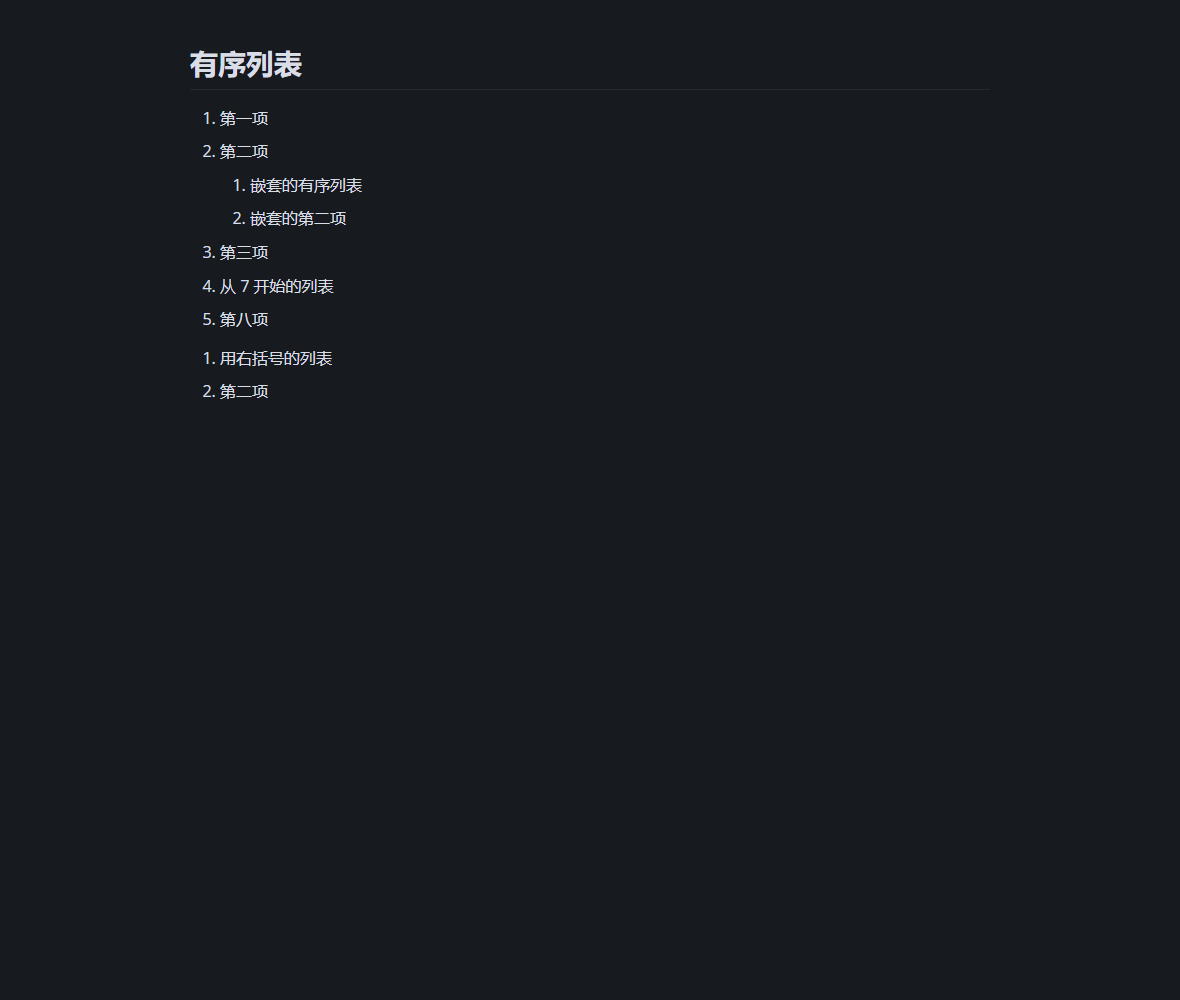 有序列表
1. 第一项
2. 第二项
1. 嵌套的有序列表
2. 嵌套的第二项
3. 第三项
4. 从 7 开始的列表
5. 第八项
1. 用右括号的列表
2. 第二项